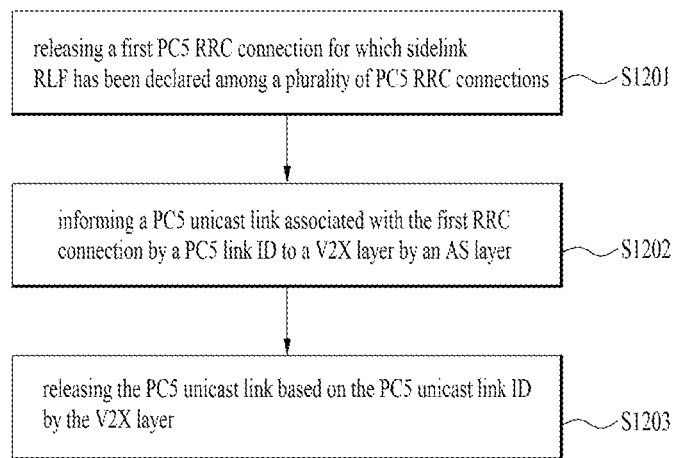 releasing a first PC5 RRC connection for which sidelink
RLF has been declared among a plurality of PC5 RRC connections
S1201
informing a PC5 unicast link associated with the first RRC
connection by a PC5 link ID to a V2X layer by an AS layer
S1202
releasing the PC5 unicast link based on the PC5 unicast link ID
by the V2X layer
S1203